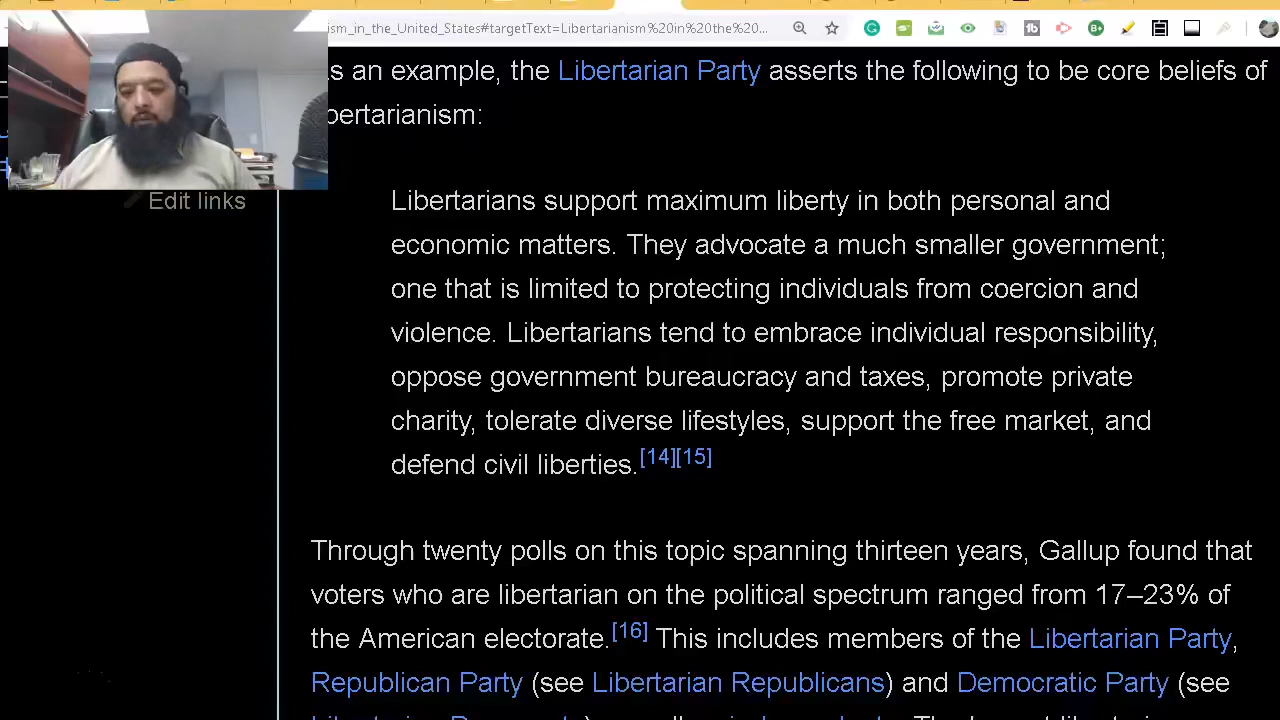 ism_in_the_United_States#targetText=Libertarianism%20in%20the%20...
s an example, the Libertarian Party asserts the following to be core beliefs of
bertarianism:
Edit links
Libertarians support maximum liberty in both personal and
economic matters. They advocate a much smaller government;
one that is limited to protecting individuals from coercion and
violence. Libertarians tend to embrace individual responsibility,
oppose government bureaucracy and taxes, promote private
charity, tolerate diverse lifestyles, support the free market, and
defend civil liberties.[14][15]
Through twenty polls on this topic spanning thirteen years, Gallup found that
voters who are libertarian on the political spectrum ranged from 17–23% of
the American electorate.[16] This includes members of the Libertarian Party,
Republican Party (see Libertarian Republicans) and Democratic Party (see